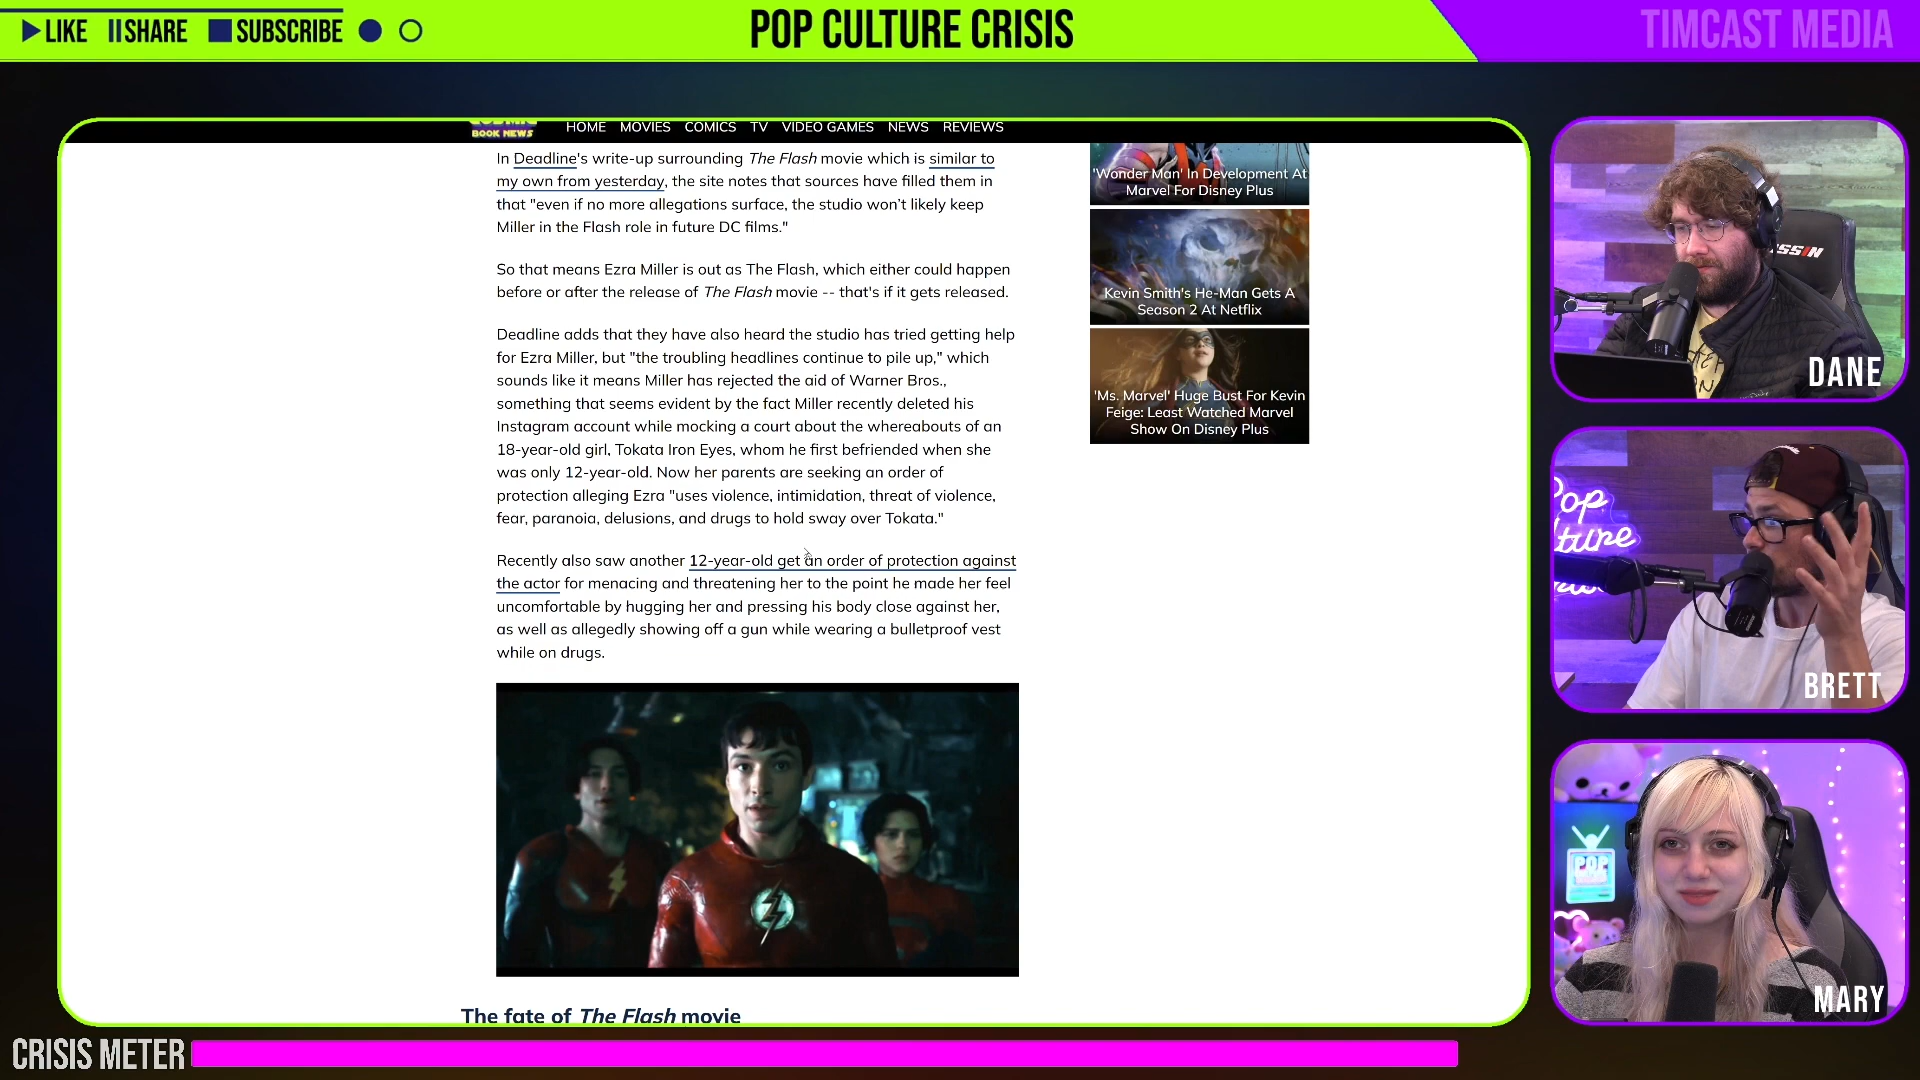 LIKE SHARE SUBSCRIBE
POP CULTURE CRISIS
TIMCAST MEDIA
BOOK NEWS
HOME MOVIES COMICS TV VIDEO GAMES NEWS REVIEWS
In Deadline's write-up surrounding The Flash movie which is similar to
my own from yesterday, the site notes that sources have filled them in
that "even if no more allegations surface, the studio won't likely keep
Miller in the Flash role in future DC films."
So that means Ezra Miller is out as The Flash, which either could happen
before or after the release of The Flash movie -- that's if it gets released.
Deadline adds that they have also heard the studio has tried getting help
for Ezra Miller, but "the troubling headlines continue to pile up," which
sounds like it means Miller has rejected the aid of Warner Bros.,
something that seems evident by the fact Miller recently deleted his
Instagram account while mocking a court about the whereabouts of an
18-year-old girl, Tokata Iron Eyes, whom he first befriended when she
was only 12-year-old. Now her parents are seeking an order of
protection alleging Ezra "uses violence, intimidation, threat of violence,
fear, paranoia, delusions, and drugs to hold sway over Tokata."
Recently also saw another 12-year-old get an order of protection against
the actor for menacing and threatening her to the point he made her feel
uncomfortable by hugging her and pressing his body close against her,
as well as allegedly showing off a gun while wearing a bulletproof vest
while on drugs.
The fate of The Flash movie
'Wonder Man' In Development At
Marvel For Disney Plus
Kevin Smith's He-Man Gets A
Season 2 At Netflix
'Ms. Marvel' Huge Bust For Kevin
Feige: Least Watched Marvel
Show On Disney Plus
DANE
Pop
BRETT
POP
MARY
CRISIS METER